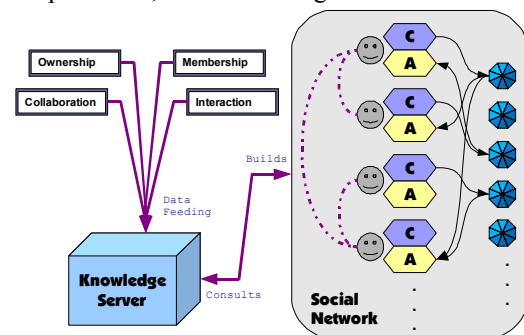 Ownership
Membership
Collaboration
Interaction
Data
Feeding
Builds
Consults
Knowledge
Server
C
A
C
A
C
A
C
A
Social
Network